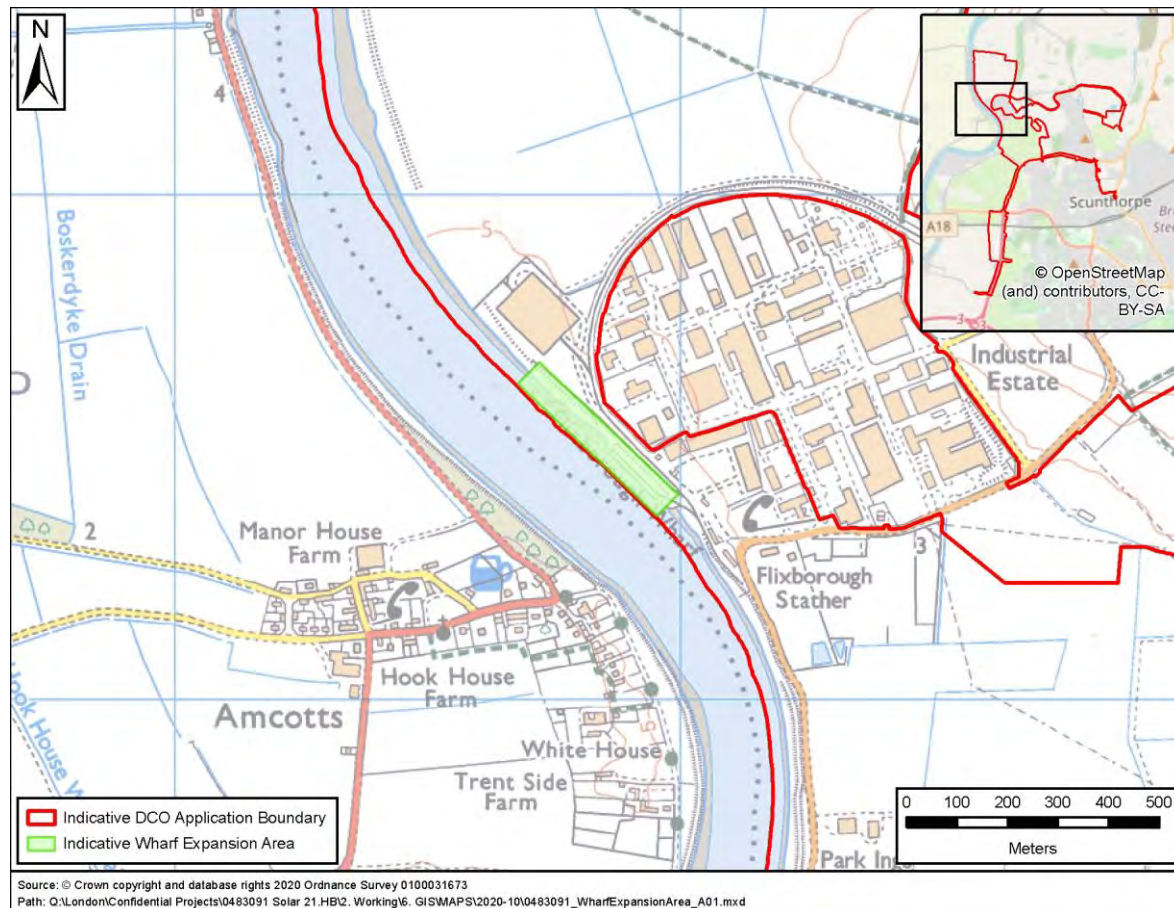 N
4
Boskerdyke Drain
5
A18
Scunthorpe
© OpenStreetMap
(and) contributors, CC-
BY-SA
Industrial
Estate
2
Manor House
Farm
3
Flixborough
Stather
Hook House
Farm
Amcotts
5
White House
Trent Side
Farm
Indicative DCO Application Boundary
Indicative Wharf Expansion Area
0 100 200 300 400 500
Meters
Source: © Crown copyright and database rights 2020 Ordnance Survey 0100031673
Path: Q:\London\Confidential Projects\0483091 Solar 21.HB\2. Working\6. GIS\MAPS\2020-10\0483091_WharfExpansionArea_A01.mxd